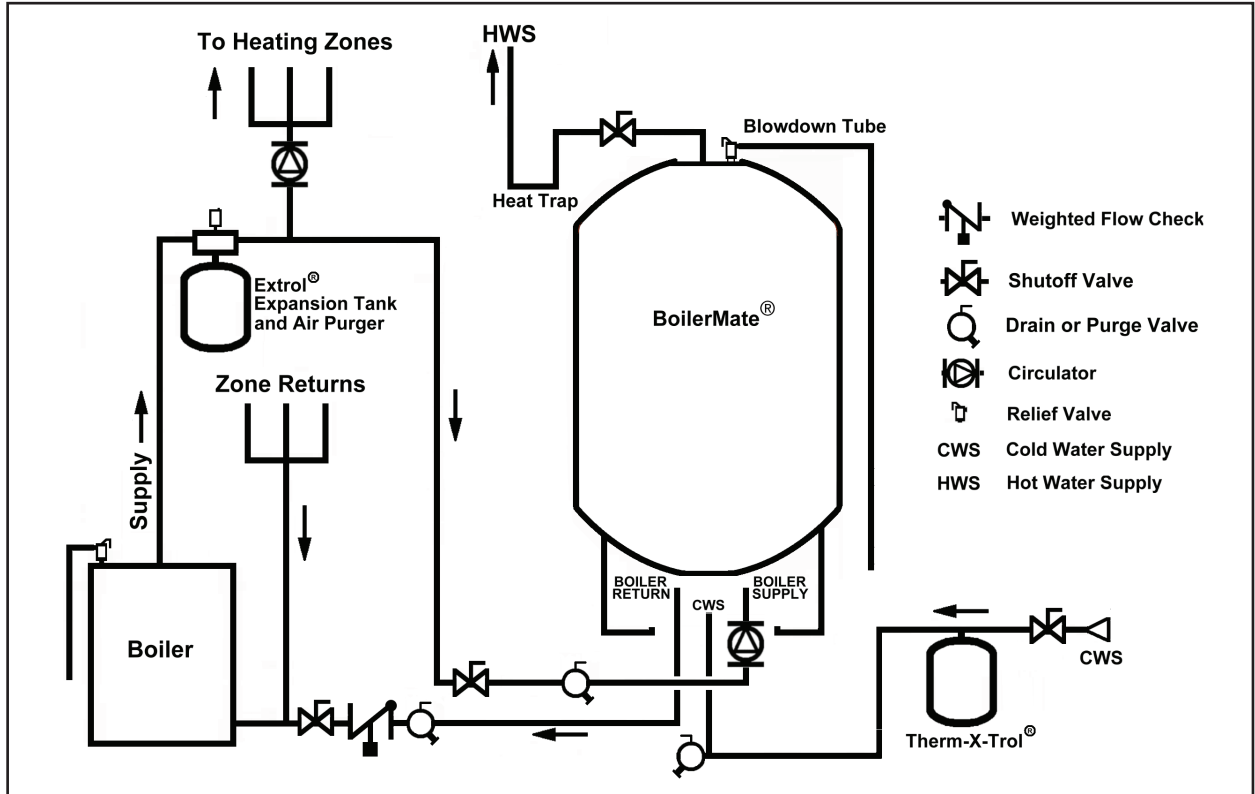 To Heating Zones
HWS
Blowdown Tube
Heat Trap
Extrol®
Expansion Tank
and Air Purger
BoilerMate®
Zone Returns
Supply
Boiler
BOILER
RETURN
CWS
BOILER
SUPPLY
CWS
Therm-X-Trol®
Weighted Flow Check
Shutoff Valve
Drain or Purge Valve
Circulator
Relief Valve
CWS Cold Water Supply
HWS Hot Water Supply